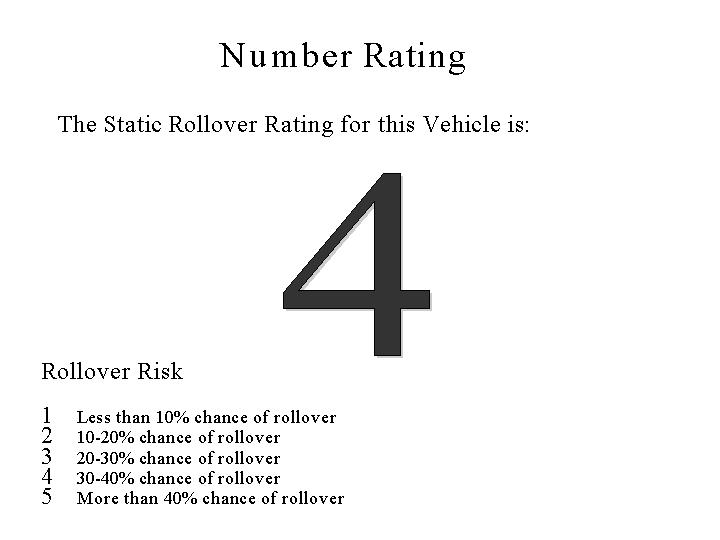 Number Rating
The Static Rollover Rating for this Vehicle is:
4
Rollover Risk
1 Less than 10% chance of rollover
2 10-20% chance of rollover
3 20-30% chance of rollover
4 30-40% chance of rollover
5 More than 40% chance of rollover